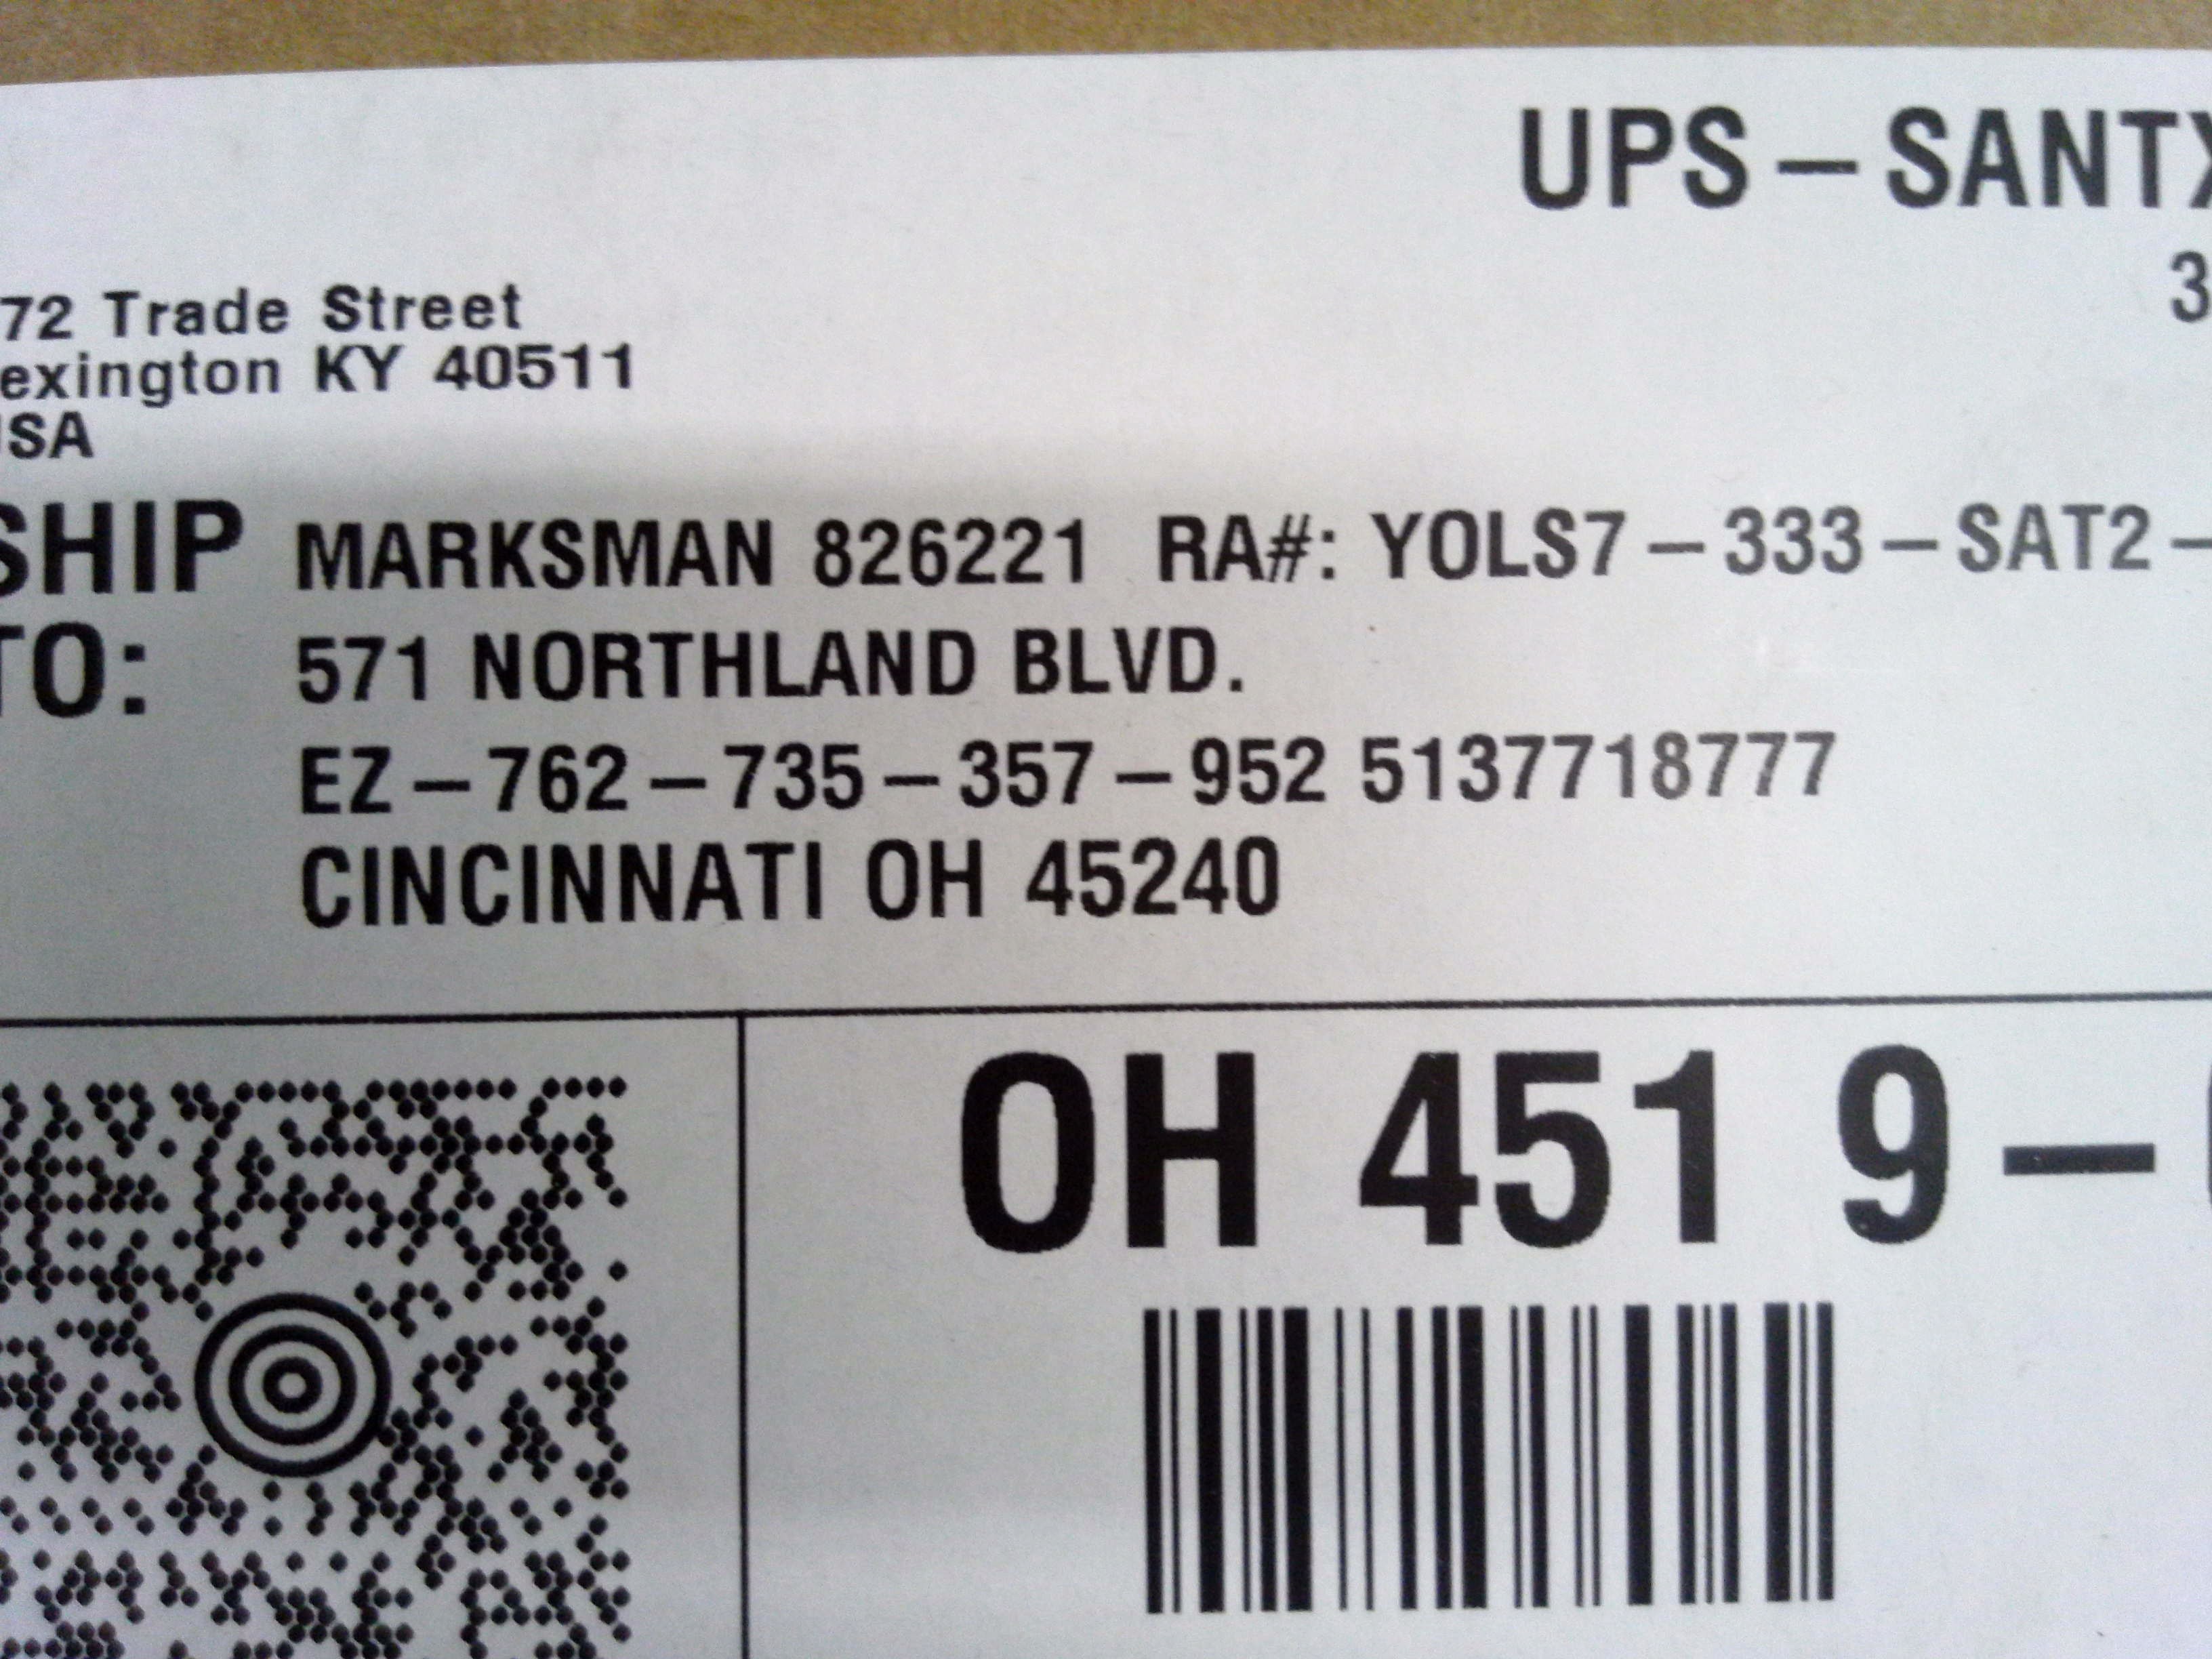 UPS – SANTX
3
72 Trade Street
exington KY 40511
SA
SHIP TO:
MARKSMAN 826221 RA#: YOLS7 – 333 – SAT2 –
571 NORTHLAND BLVD.
EZ – 762 – 735 – 357 – 952 5137718777
CINCINNATI OH 45240
OH 451 9 –